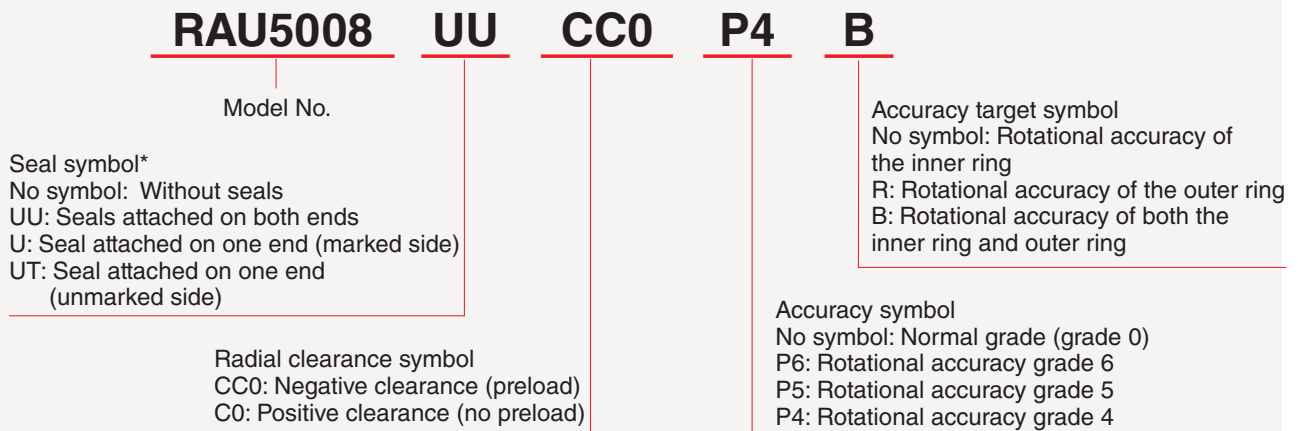 RAU5008 UU CC0 P4 B
Model No.
Seal symbol*
No symbol: Without seals
UU: Seals attached on both ends
U: Seal attached on one end (marked side)
UT: Seal attached on one end
(unmarked side)
Radial clearance symbol
CC0: Negative clearance (preload)
C0: Positive clearance (no preload)
Accuracy target symbol
No symbol: Rotational accuracy of
the inner ring
R: Rotational accuracy of the outer ring
B: Rotational accuracy of both the
inner ring and outer ring
Accuracy symbol
No symbol: Normal grade (grade 0)
P6: Rotational accuracy grade 6
P5: Rotational accuracy grade 5
P4: Rotational accuracy grade 4